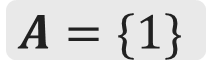 A = {1}